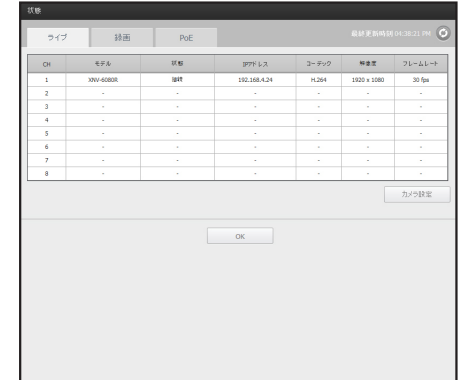 状態
ライブ 録画 PoE 最終更新時刻 04:38:21 PM
CH モデル 状態 IPアドレス コーデック 解像度 フレームレート
1 XNV-6080R 接続 192.168.4.24 H.264 1920 x 1080 30 fps
2 - - - - - -
3 - - - - - -
4 - - - - - -
5 - - - - - -
6 - - - - - -
7 - - - - - -
8 - - - - - -
カメラ設定
OK